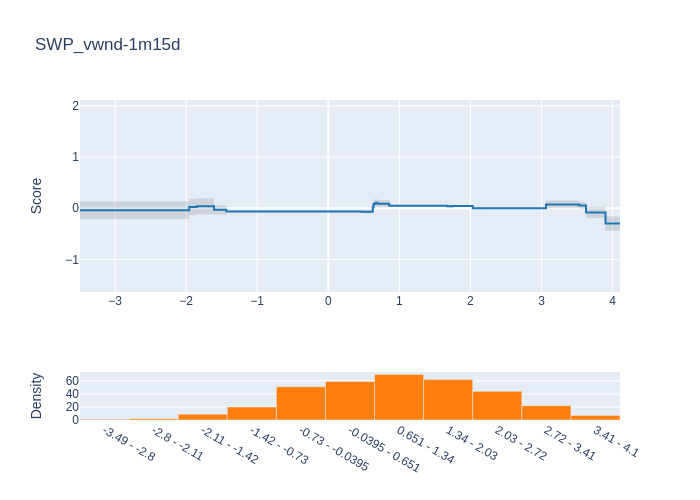 SWP_vwnd-1m15d
2
1
0
−1
Score
−3 −2 −1 0 1 2 3 4
60
40
20
0
Density
-3.49 - -2.8
-2.8 - -2.11
-2.11 - -1.42
-1.42 - -0.73
-0.73 - -0.0395
-0.0395 - 0.651
0.651 - 1.34
1.34 - 2.03
2.03 - 2.72
2.72 - 3.41
3.41 - 4.1